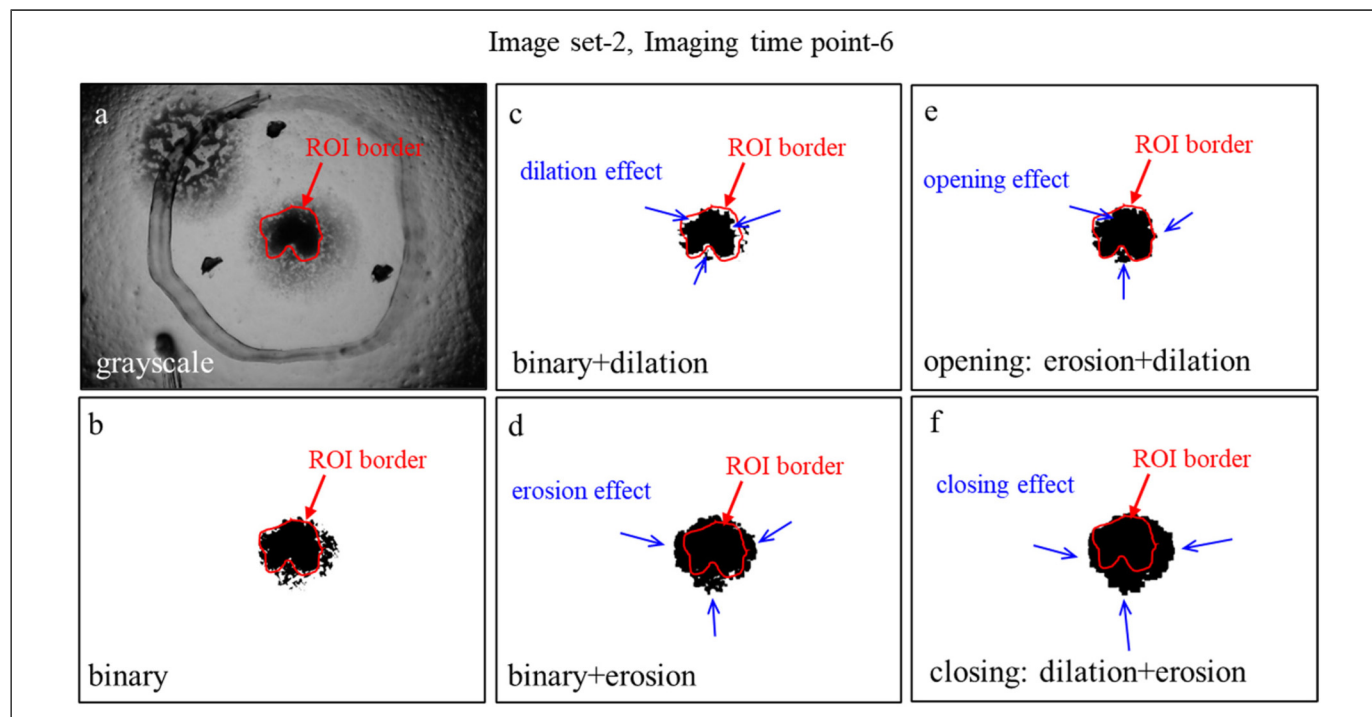 Image set-2, Imaging time point-6
a
ROI border
grayscale
b
ROI border
binary
c
ROI border
dilation effect
binary+dilation
d
ROI border
erosion effect
binary+erosion
e
ROI border
opening effect
opening: erosion+dilation
f
ROI border
closing effect
closing: dilation+erosion